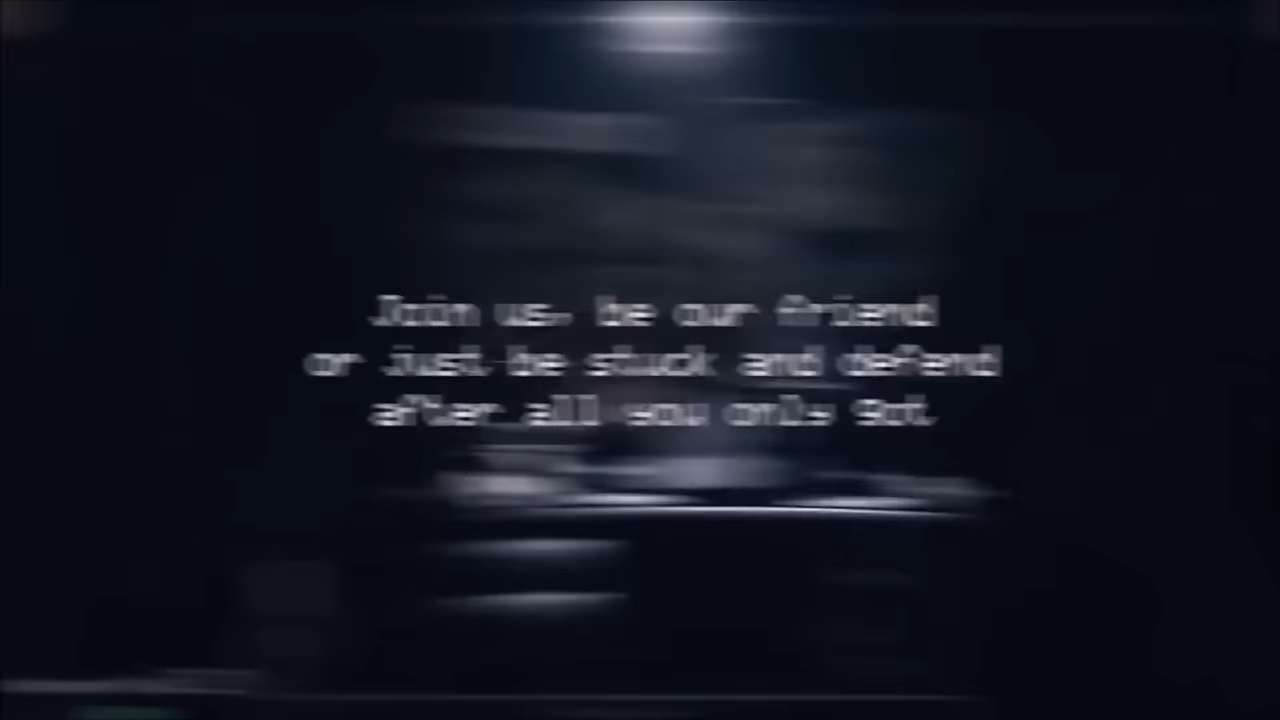 Join us, be our friend
or just be stuck and defend
after all you only got